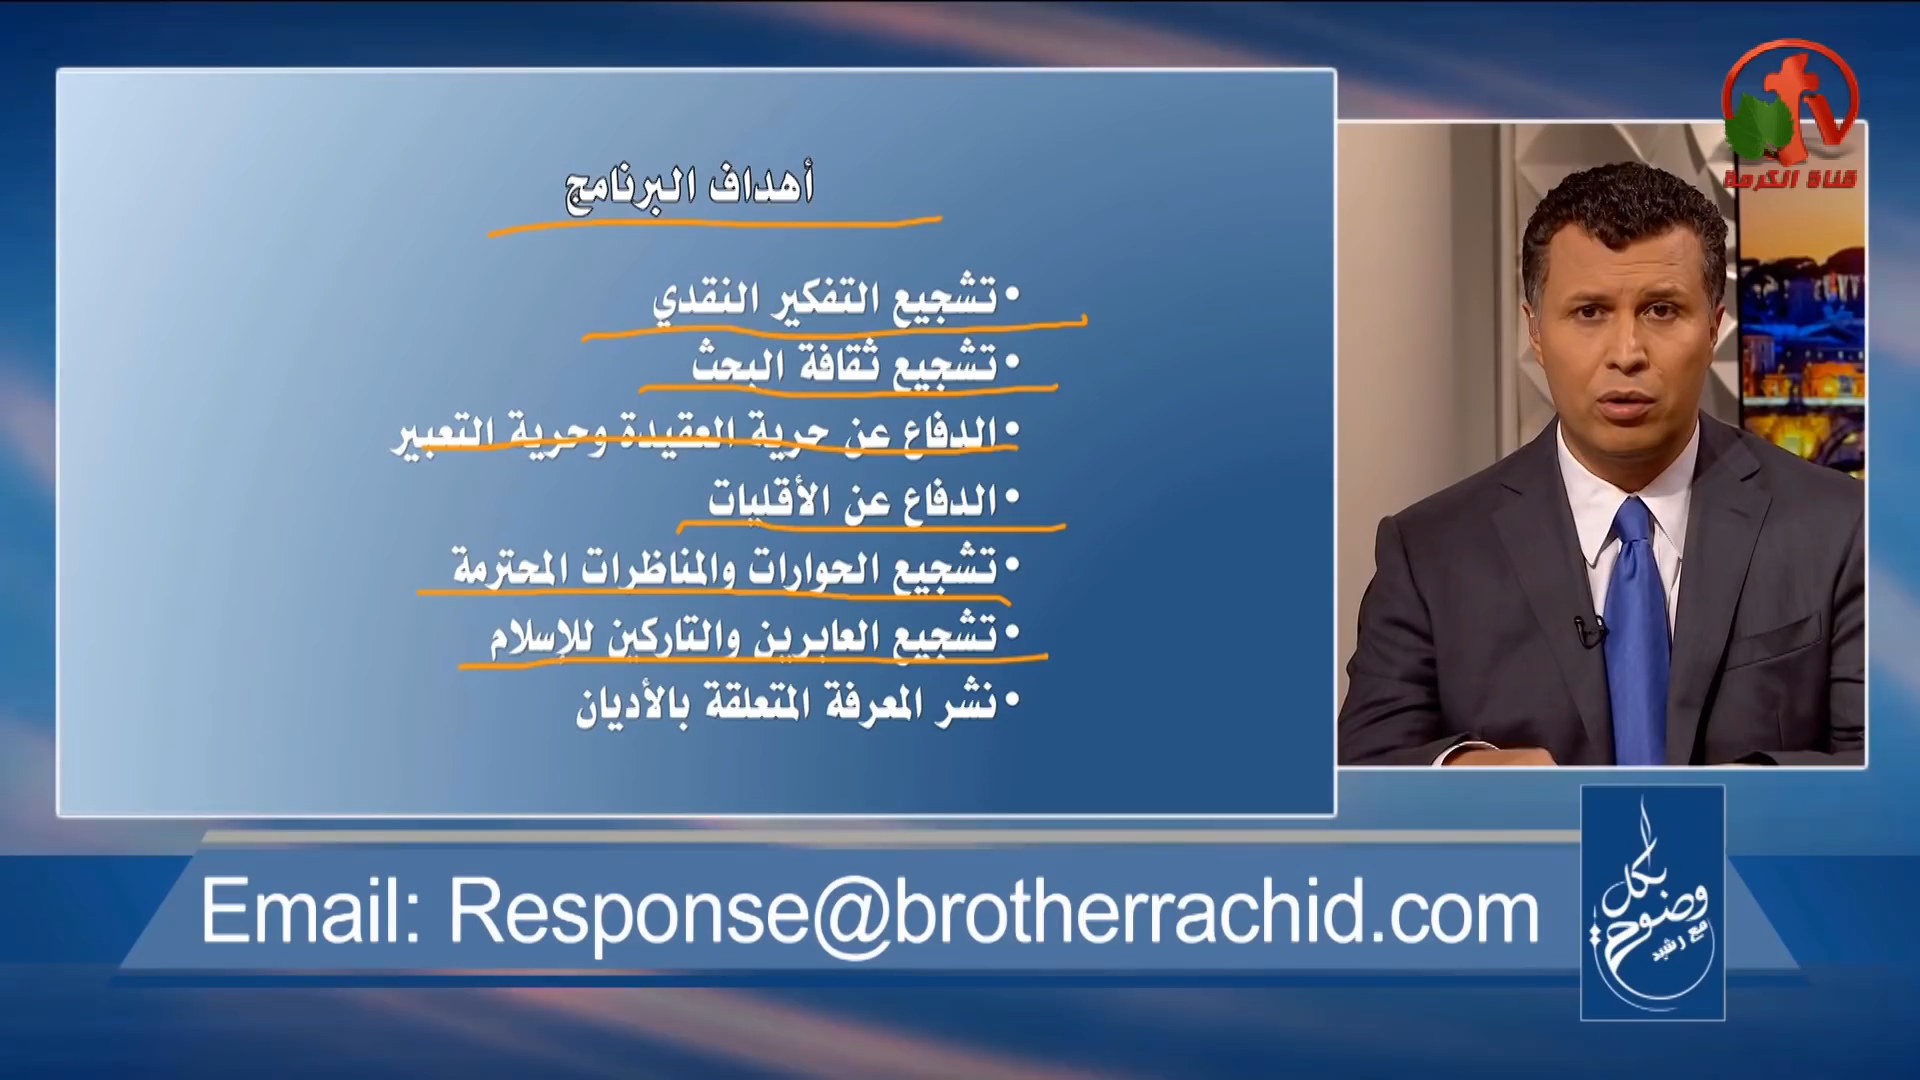 أهداف البرنامج
• تشجيع التفكير النقدي
• تشجيع ثقافة البحث
• الدفاع عن حرية العقيدة وحرية التعبير
• الدفاع عن الأقليات
• تشجيع الحوارات والمناظرات المحترمة
• تشجيع العابرين والتاركين للإسلام
• نشر المعرفة المتعلقة بالأديان
tv
قناة الكرمة
Email: Response@brotherrachid.com
بكل
وضوح
مع رشيد